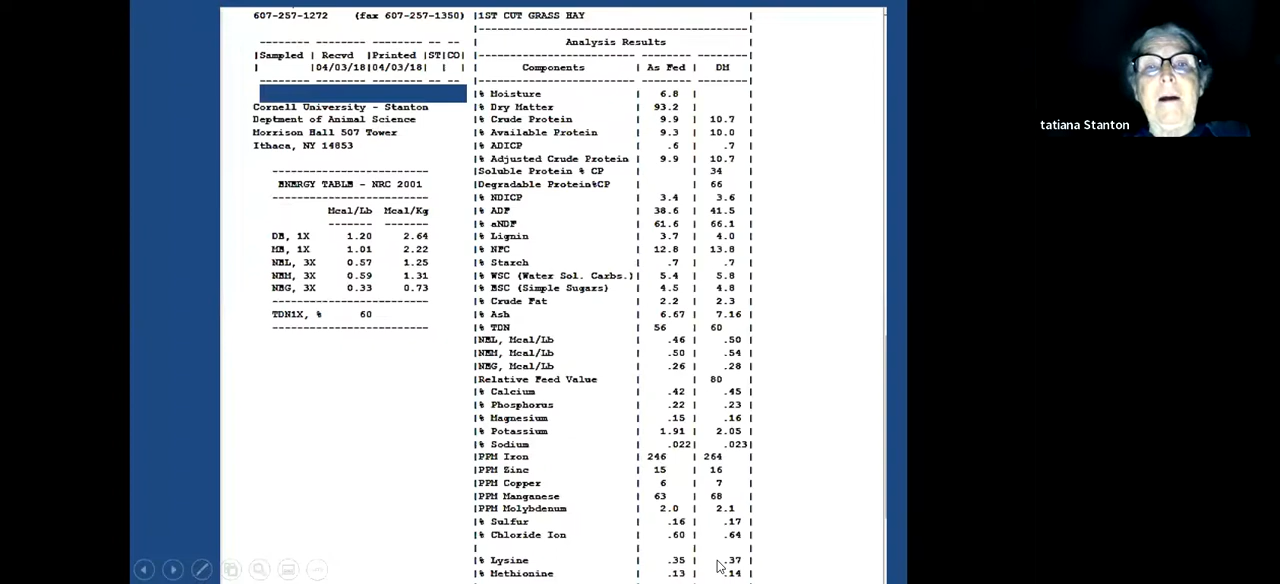 607-257-1272 (fax 607-257-1350)
Sampled | Recvd |Printed |ST|CO|
|04/03/18|04/03/18| | |
Cornell University - Stanton
Deptment of Animal Science
Morrison Hall 507 Tower
Ithaca, NY 14853
ENERGY TABLE - NRC 2001
Mcal/Lb Mcal/Kg
DE, 1X 1.20 2.64
ME, 1X 1.01 2.22
NEL, 3X 0.57 1.25
NEM, 3X 0.59 1.31
NEG, 3X 0.33 0.73
TDN1X, % 60
1ST CUT GRASS HAY
Analysis Results
Components | As Fed | DM
% Moisture | 6.8
% Dry Matter | 93.2
% Crude Protein | 9.9 | 10.7
% Available Protein | 9.3 | 10.0
% ADICP | .6 | .7
% Adjusted Crude Protein | 9.9 | 10.7
Soluble Protein % CP | | 34
Degradable Protein%CP | | 66
% NDICP | 3.4 | 3.6
% ADF | 38.6 | 41.5
% aNDF | 61.6 | 66.1
% Lignin | 3.7 | 4.0
% NFC | 12.8 | 13.8
% Starch | .7 | .7
% WSC (Water Sol. Carbs.) | 5.4 | 5.8
% ESC (Simple Sugars) | 4.5 | 4.8
% Crude Fat | 2.2 | 2.3
% Ash | 6.67 | 7.16
% TDN | 56 | 60
NEL, Mcal/Lb | .46 | .50
NEM, Mcal/Lb | .50 | .54
NEG, Mcal/Lb | .26 | .28
Relative Feed Value | | 80
% Calcium | .42 | .45
% Phosphorus | .22 | .23
% Magnesium | .15 | .16
% Potassium | 1.91 | 2.05
% Sodium | .022 | .023
PPM Iron | 246 | 264
PPM Zinc | 15 | 16
PPM Copper | 6 | 7
PPM Manganese | 63 | 68
PPM Molybdenum | 2.0 | 2.1
% Sulfur | .16 | .17
% Chloride Ion | .60 | .64
% Lysine | .35 | .37
% Methionine | .13 | .14
tatiana Stanton